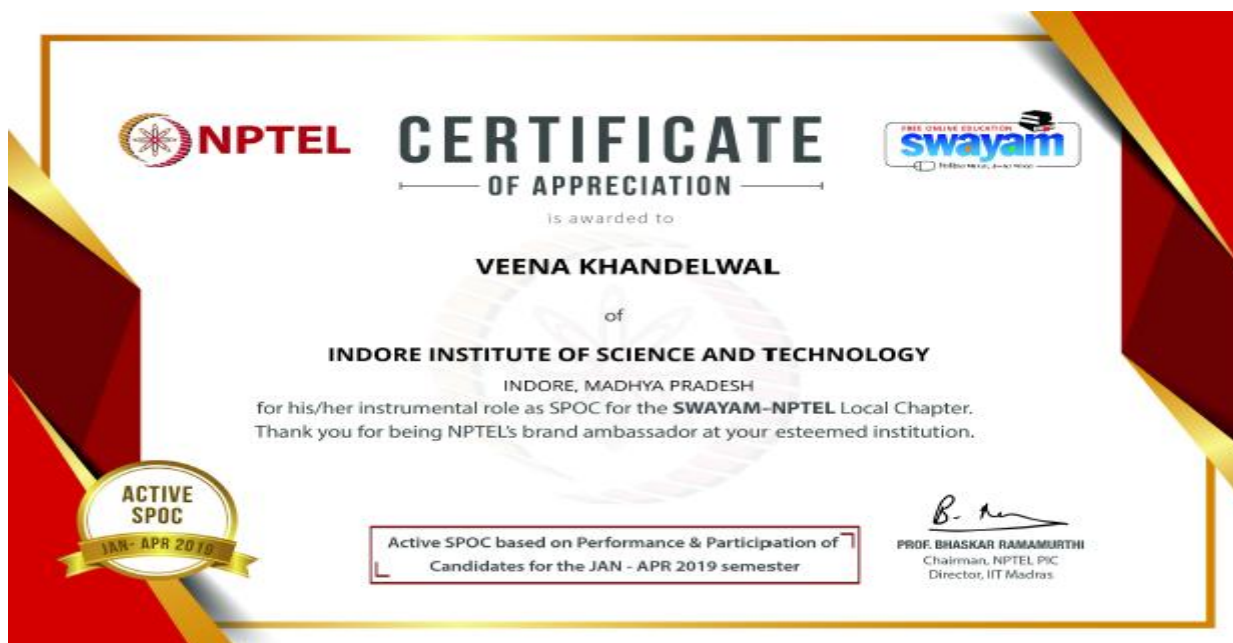 NPTEL
CERTIFICATE
OF APPRECIATION
FREE ONLINE EDUCATION
swayam
is awarded to
VEENA KHANDELWAL
of
INDORE INSTITUTE OF SCIENCE AND TECHNOLOGY
INDORE, MADHYA PRADESH
for his/her instrumental role as SPOC for the SWAYAM-NPTEL Local Chapter.
Thank you for being NPTEL's brand ambassador at your esteemed institution.
ACTIVE
SPOC
JAN- APR 2019
Active SPOC based on Performance & Participation of
Candidates for the JAN - APR 2019 semester
PROF. BHASKAR RAMAMURTHI
Chairman, NPTEL PIC
Director, IIT Madras